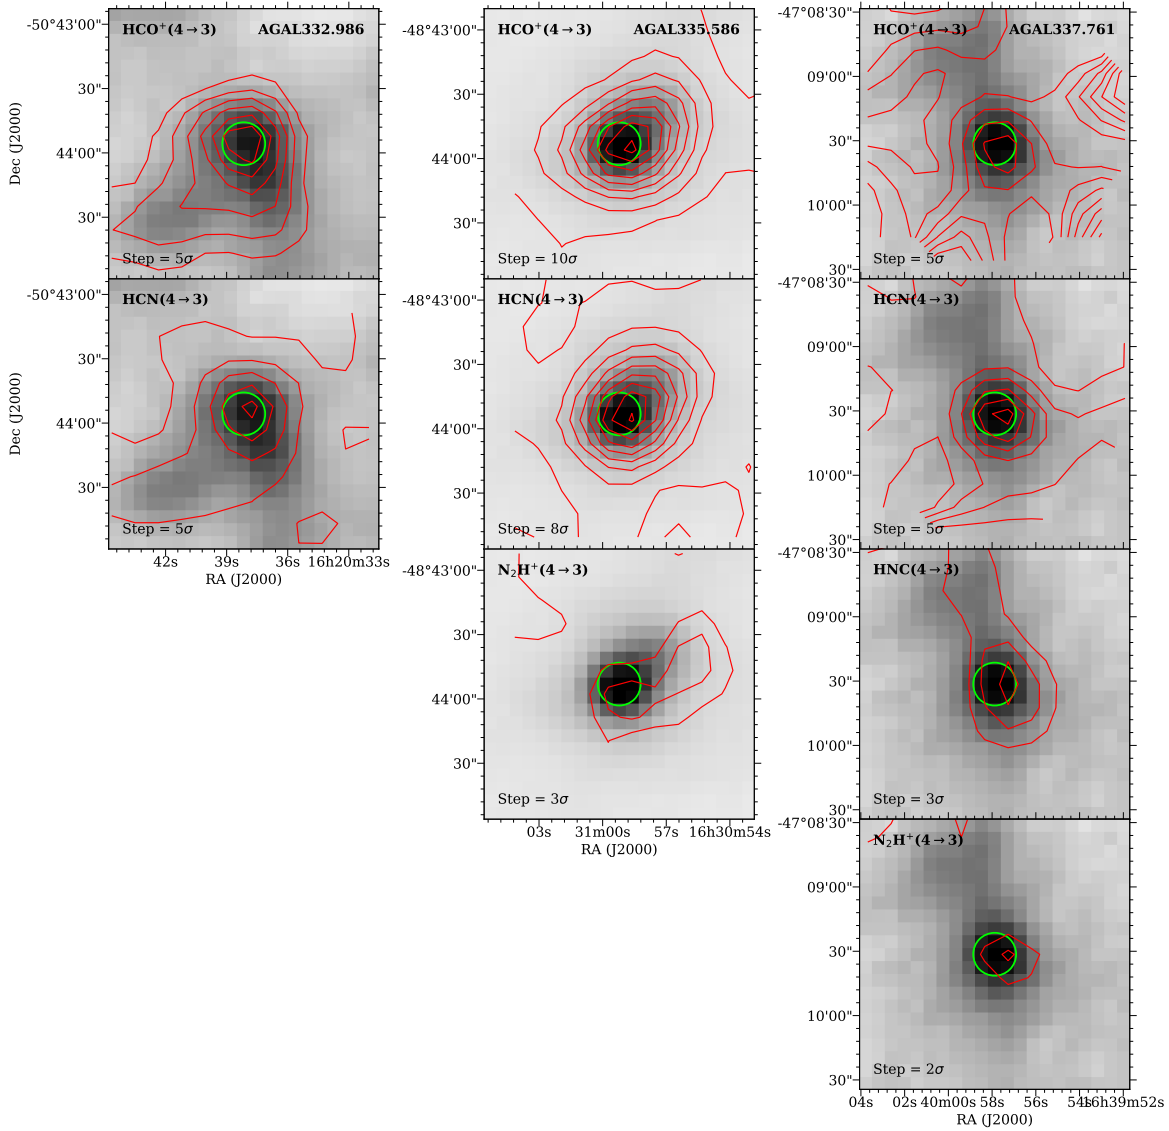 HCO⁺(4→3) AGAL332.986
-50°43'00"
30"
44'00"
30"
Dec (J2000)
Step = 5σ
HCO⁺(4→3) AGAL335.586
-48°43'00"
30"
44'00"
30"
Step = 10σ
HCO⁺(4→3) AGAL337.761
-47°08'30"
09'00"
30"
10'00"
30"
Step = 5σ
HCN(4→3)
-50°43'00"
30"
44'00"
30"
Dec (J2000)
Step = 5σ
42s 39s 36s 16h20m33s
RA (J2000)
HCN(4→3)
-48°43'00"
30"
44'00"
30"
Step = 8σ
HCN(4→3)
-47°08'30"
09'00"
30"
10'00"
30"
Step = 5σ
N₂H⁺(4→3)
-48°43'00"
30"
44'00"
30"
Step = 3σ
03s 31m00s 57s 16h30m54s
RA (J2000)
HNC(4→3)
-47°08'30"
09'00"
30"
10'00"
30"
Step = 3σ
N₂H⁺(4→3)
-47°08'30"
09'00"
30"
10'00"
30"
Step = 2σ
04s 02s 40m00s 58s 56s 54s 16h39m52s
RA (J2000)